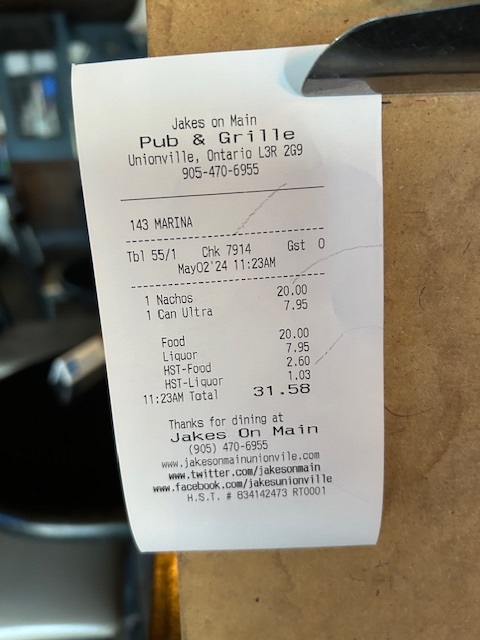 Jakes on Main
Pub & Grille
Unionville, Ontario L3R 2G9
905-470-6955
143 MARINA
Tbl 55/1 Chk 7914 Gst 0
May02'24 11:23AM
1 Nachos 20.00
1 Can Ultra 7.95
Food 20.00
Liquor 7.95
HST-Food 2.60
HST-Liquor 1.03
11:23AM Total 31.58
Thanks for dining at
Jakes On Main
(905) 470-6955
www.jakesonmainunionvile.com
www.twitter.com/jakesonmain
www.facebook.com/jakesunionville
H.S.T. # 834142473 RT0001